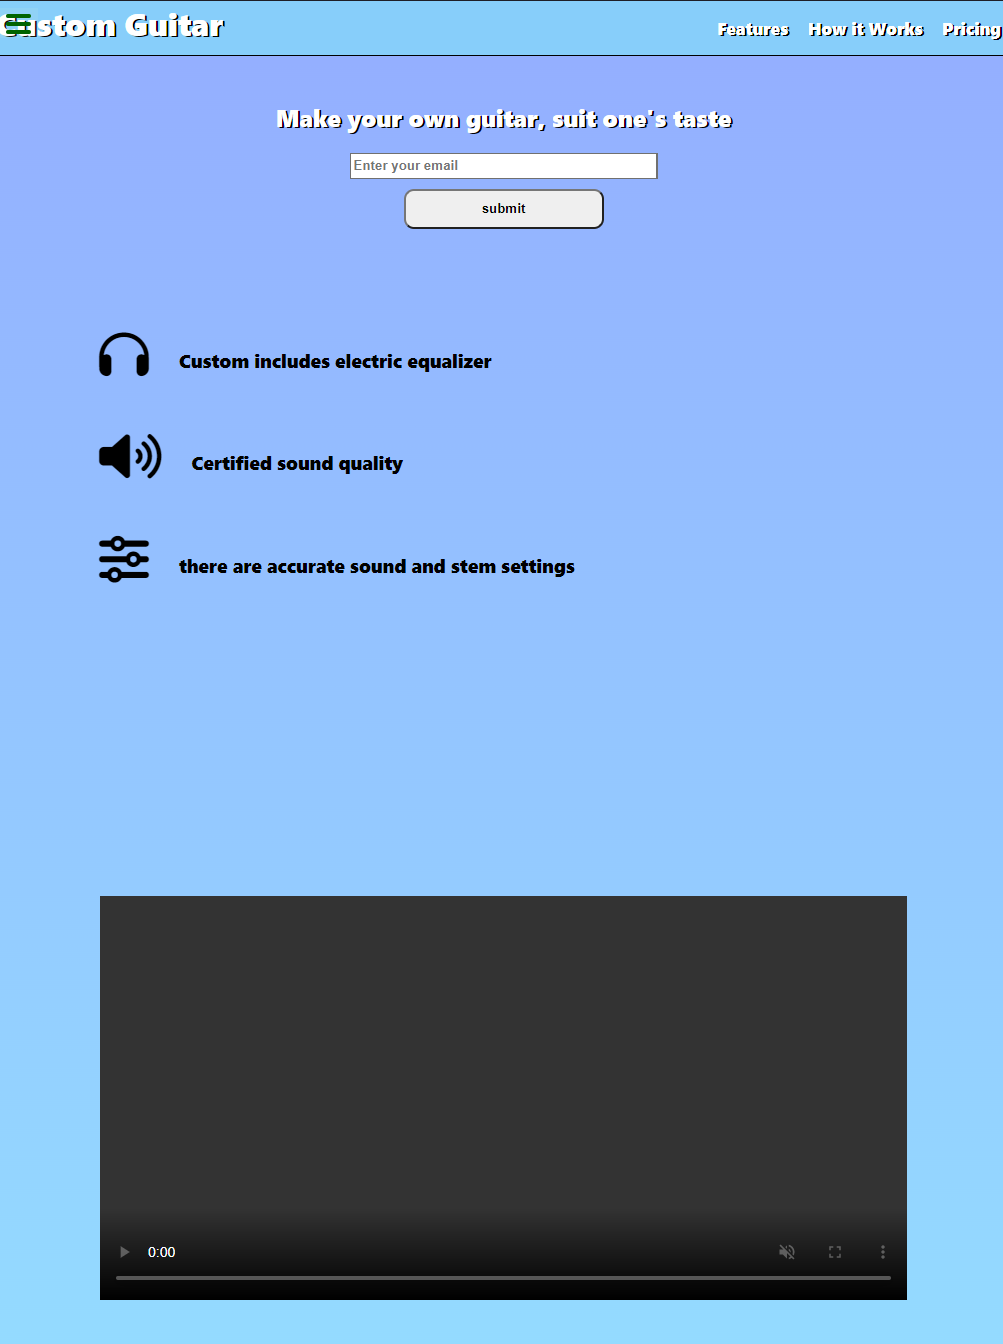 Custom Guitar
Features How it Works Pricing
Make your own guitar, suit one's taste
Enter your email
submit
Custom includes electric equalizer
Certified sound quality
there are accurate sound and stem settings
0:00